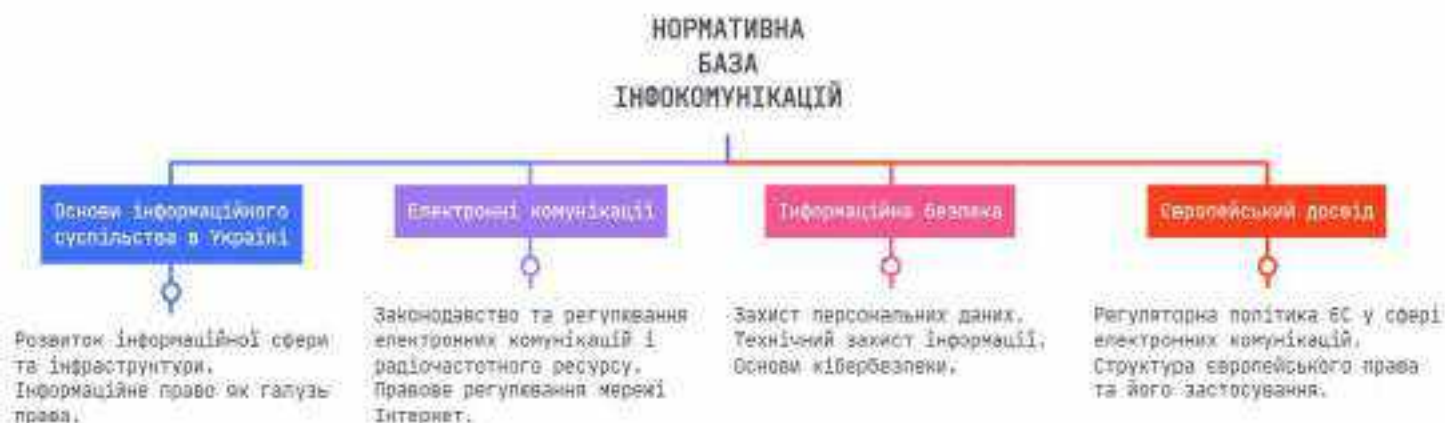 НОРМАТИВНА
БАЗА
ІНФОКОМУНІКАЦІЙ
Основи інформаційного
суспільства в Україні
Розвиток інформаційної сфери
та інфраструктури.
Інформаційне право як галузь
права.
Електронні комунікації
Законодавство та регулювання
електронних комунікацій і
радіочастотного ресурсу.
Правове регулювання мережі
Інтернет.
Інформаційна безпека
Захист персональних даних.
Технічний захист інформації.
Основи кібербезпеки.
Європейський досвід
Регуляторна політика ЄС у сфері
електронних комунікацій.
Структура європейського права
та його застосування.